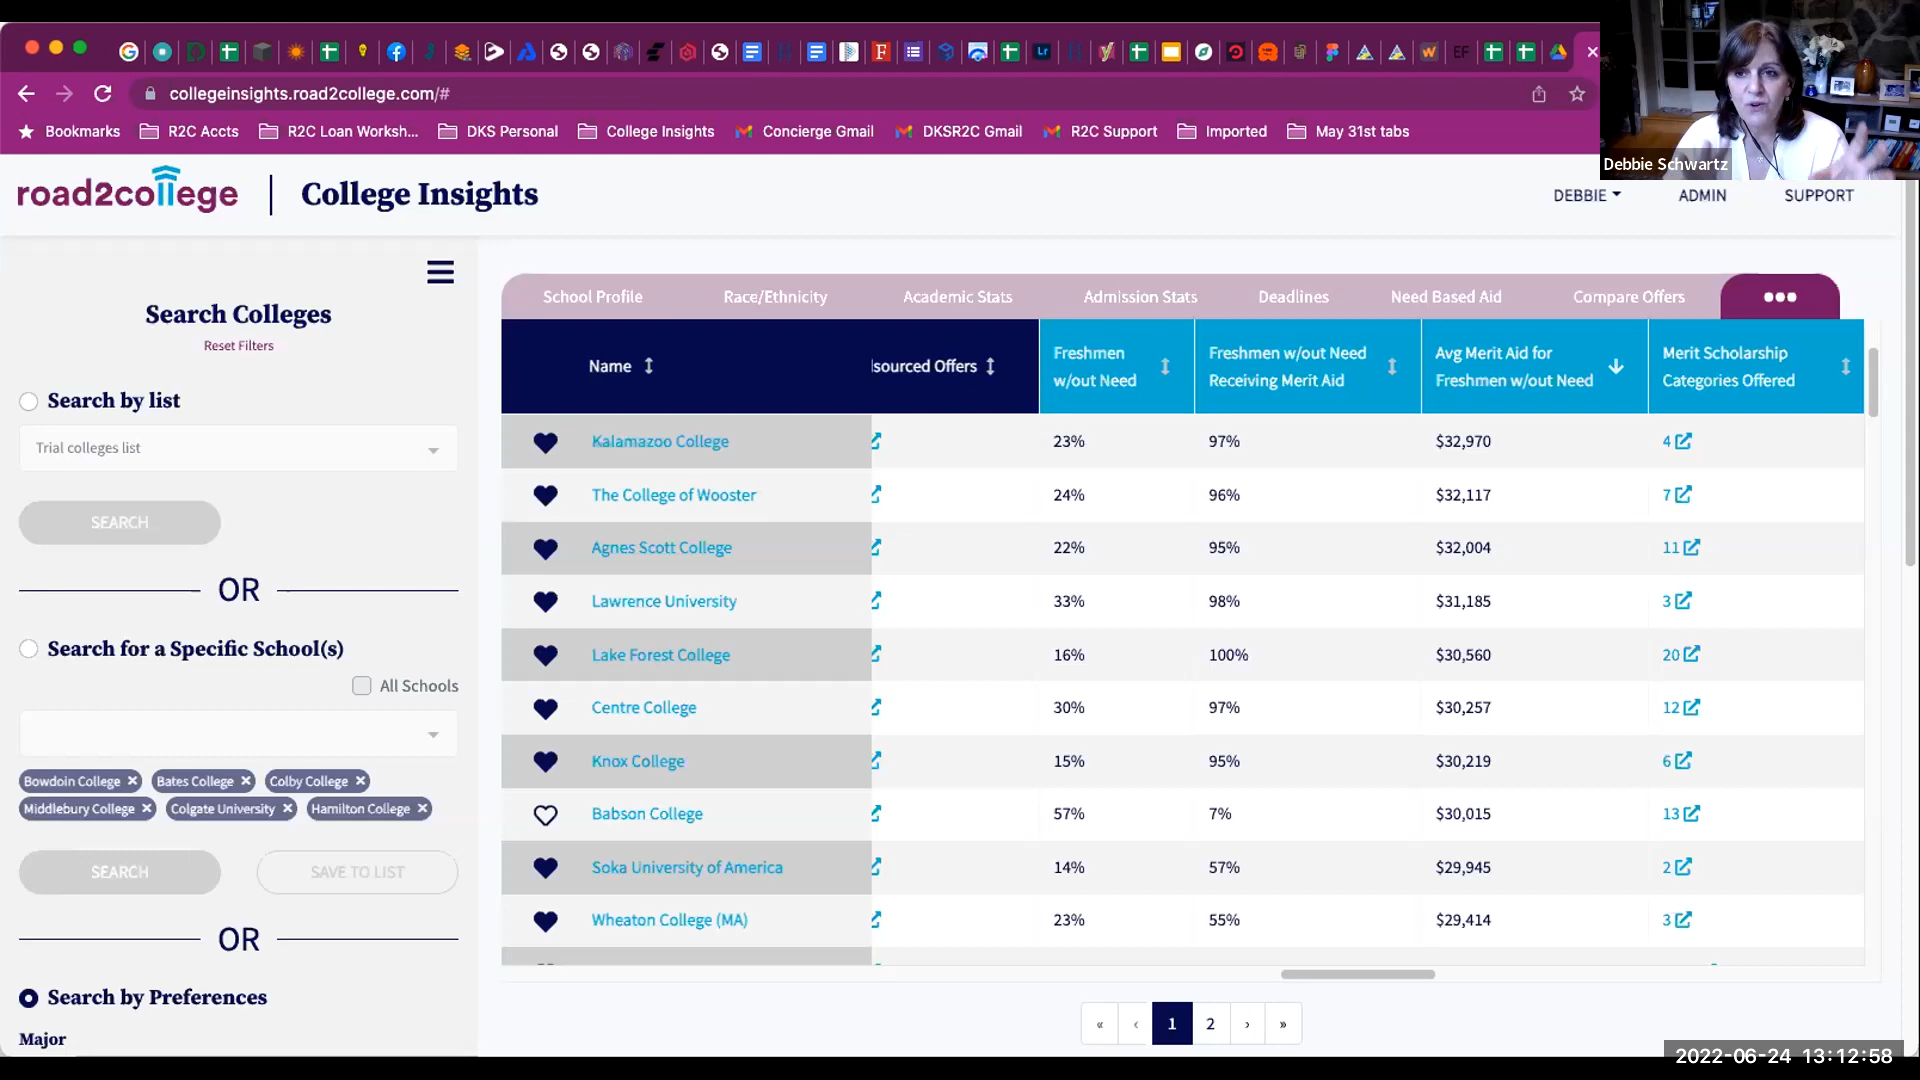 collegeinsights.road2college.com/#
Bookmarks R2C Accts R2C Loan Worksh... DKS Personal College Insights Concierge Gmail DKSR2C Gmail R2C Support Imported May 31st tabs
Debbie Schwartz
road2college College Insights
DEBBIE ADMIN SUPPORT
Search Colleges
Reset Filters
Search by list
Trial colleges list
SEARCH
OR
Search for a Specific School(s)
All Schools
Bowdoin College × Bates College × Colby College ×
Middlebury College × Colgate University × Hamilton College ×
SEARCH SAVE TO LIST
OR
Search by Preferences
Major
School Profile Race/Ethnicity Academic Stats Admission Stats Deadlines Need Based Aid Compare Offers •••
Name lsourced Offers Freshmen w/out Need Freshmen w/out Need Receiving Merit Aid Avg Merit Aid for Freshmen w/out Need Merit Scholarship Categories Offered
Kalamazoo College 23% 97% $32,970 4
The College of Wooster 24% 96% $32,117 7
Agnes Scott College 22% 95% $32,004 11
Lawrence University 33% 98% $31,185 3
Lake Forest College 16% 100% $30,560 20
Centre College 30% 97% $30,257 12
Knox College 15% 95% $30,219 6
Babson College 57% 7% $30,015 13
Soka University of America 14% 57% $29,945 2
Wheaton College (MA) 23% 55% $29,414 3
« ‹ 1 2 › »
2022-06-24 13:12:58